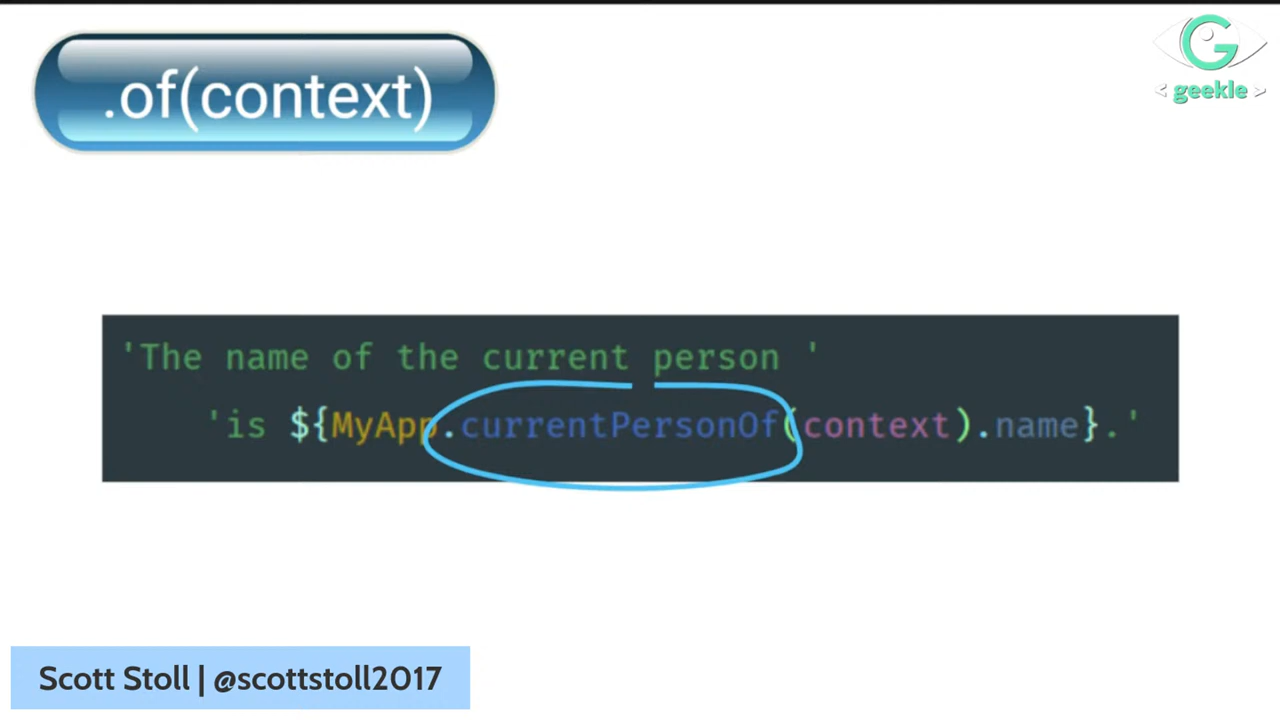 .of(context)
G
< geekle >
'The name of the current person '
'is ${MyApp.currentPersonOf(context).name}.'
Scott Stoll | @scottstoll2017